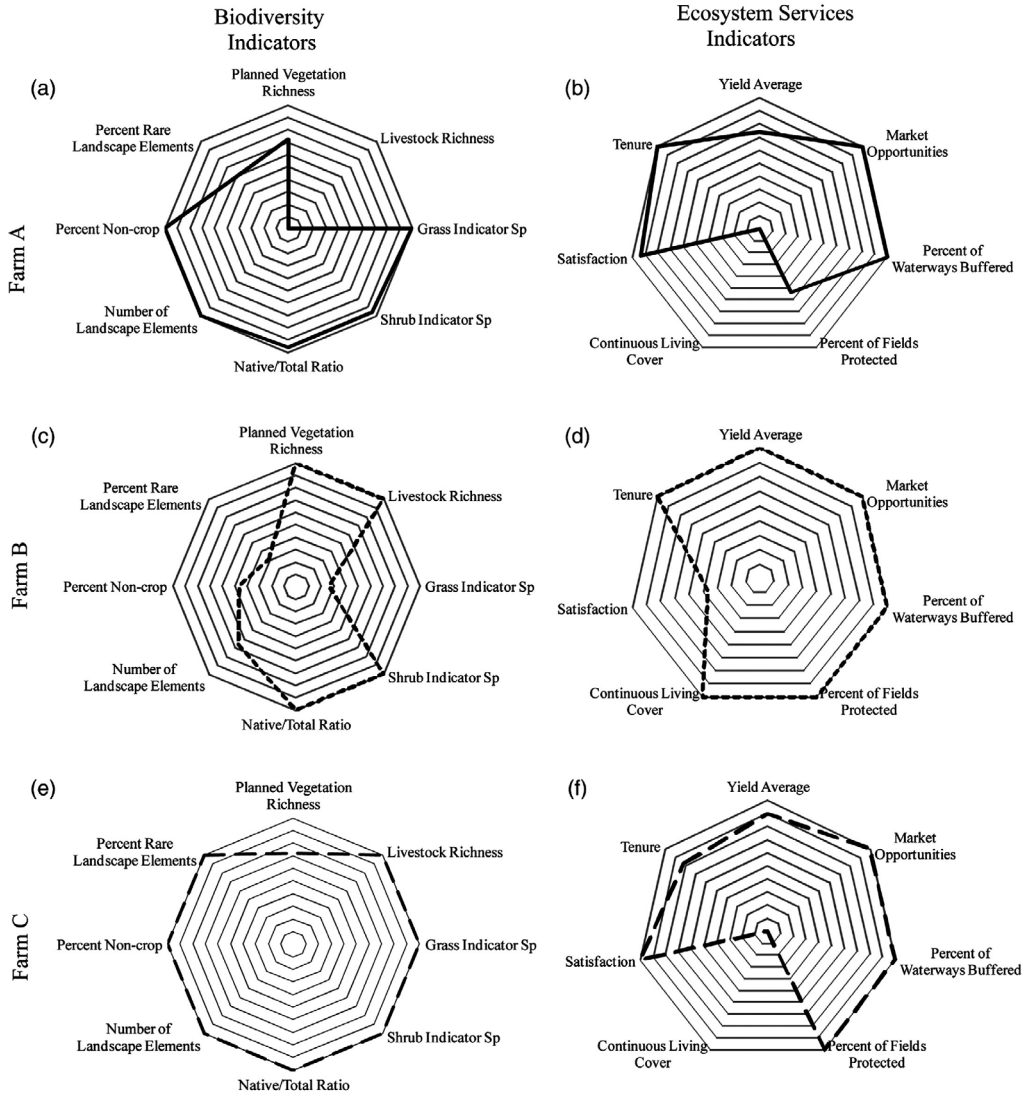 Biodiversity
Indicators
Ecosystem Services
Indicators
Farm A
(a)
Planned Vegetation
Richness
Percent Rare
Landscape Elements
Livestock Richness
Percent Non-crop
Grass Indicator Sp
Number of
Landscape Elements
Shrub Indicator Sp
Native/Total Ratio
(b)
Yield Average
Tenure
Market
Opportunities
Satisfaction
Percent of
Waterways Buffered
Continuous Living
Cover
Percent of Fields
Protected
Farm B
(c)
Planned Vegetation
Richness
Percent Rare
Landscape Elements
Livestock Richness
Percent Non-crop
Grass Indicator Sp
Number of
Landscape Elements
Shrub Indicator Sp
Native/Total Ratio
(d)
Yield Average
Tenure
Market
Opportunities
Satisfaction
Percent of
Waterways Buffered
Continuous Living
Cover
Percent of Fields
Protected
Farm C
(e)
Planned Vegetation
Richness
Percent Rare
Landscape Elements
Livestock Richness
Percent Non-crop
Grass Indicator Sp
Number of
Landscape Elements
Shrub Indicator Sp
Native/Total Ratio
(f)
Yield Average
Tenure
Market
Opportunities
Satisfaction
Percent of
Waterways Buffered
Continuous Living
Cover
Percent of Fields
Protected